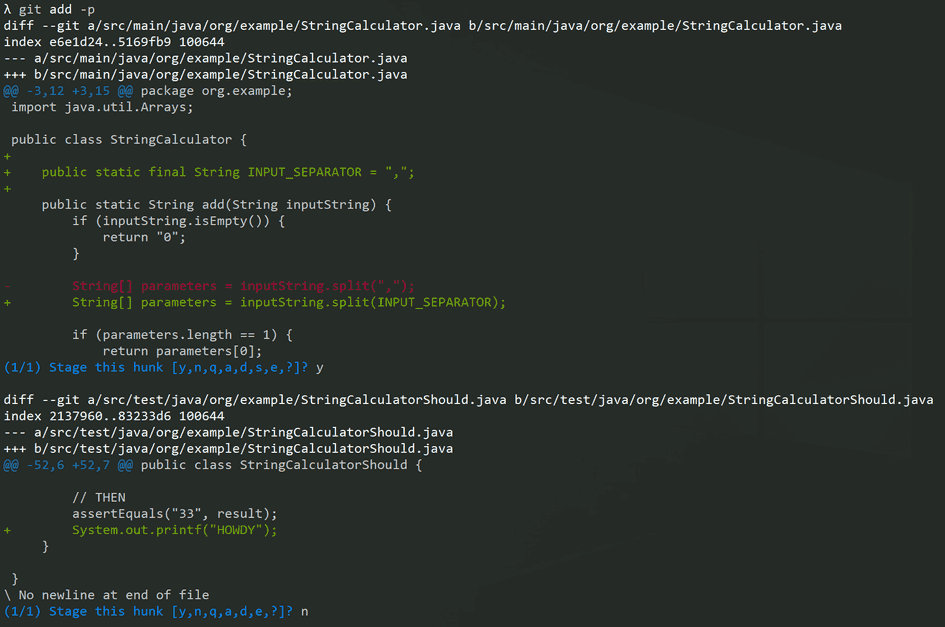 λ git add -p
diff --git a/src/main/java/org/example/StringCalculator.java b/src/main/java/org/example/StringCalculator.java
index e6e1d24..5169fb9 100644
--- a/src/main/java/org/example/StringCalculator.java
+++ b/src/main/java/org/example/StringCalculator.java
@@ -3,12 +3,15 @@ package org.example;
 import java.util.Arrays;

 public class StringCalculator {
+
+    public static final String INPUT_SEPARATOR = ",";
+
     public static String add(String inputString) {
         if (inputString.isEmpty()) {
             return "0";
         }

-        String[] parameters = inputString.split(",");
+        String[] parameters = inputString.split(INPUT_SEPARATOR);

         if (parameters.length == 1) {
             return parameters[0];
(1/1) Stage this hunk [y,n,q,a,d,s,e,?]? y

diff --git a/src/test/java/org/example/StringCalculatorShould.java b/src/test/java/org/example/StringCalculatorShould.java
index 2137960..83233d6 100644
--- a/src/test/java/org/example/StringCalculatorShould.java
+++ b/src/test/java/org/example/StringCalculatorShould.java
@@ -52,6 +52,7 @@ public class StringCalculatorShould {

         // THEN
         assertEquals("33", result);
+        System.out.printf("HOWDY");
     }

 }
\ No newline at end of file
(1/1) Stage this hunk [y,n,q,a,d,e,?]? n